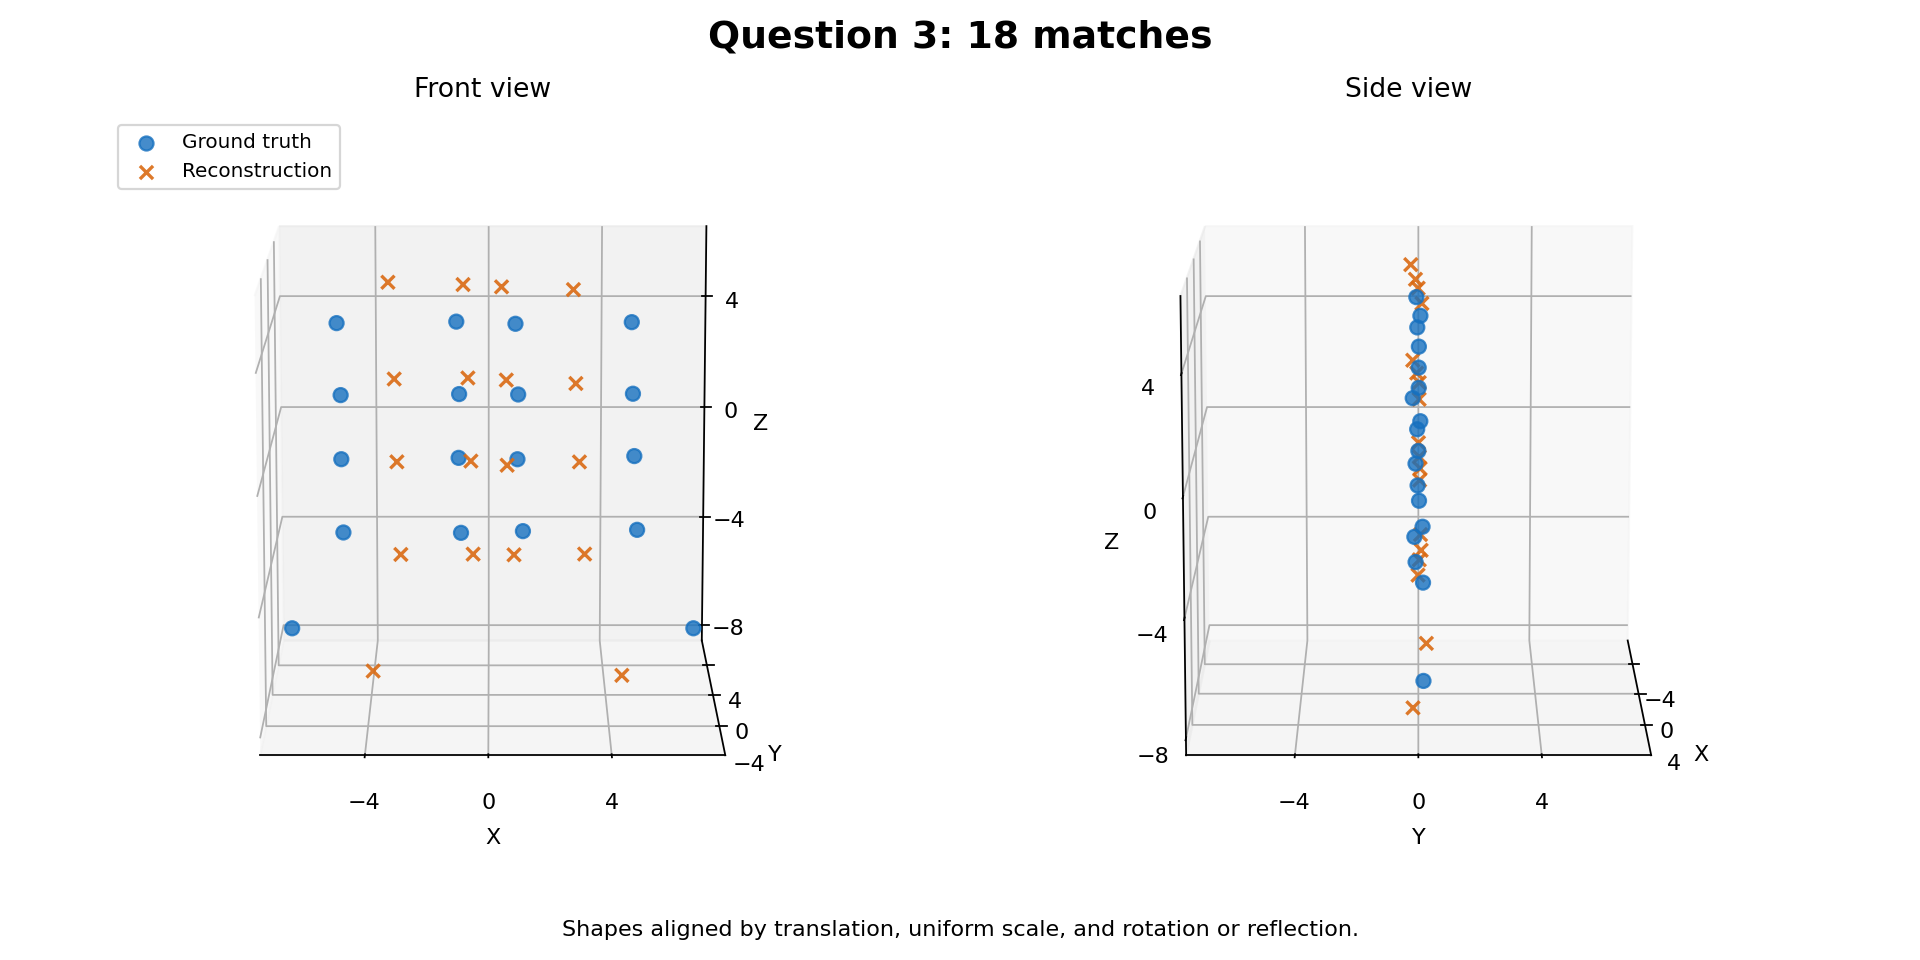 Question 3: 18 matches
Front view
Side view
Ground truth
Reconstruction
4
0
Z
−4
−8
4
0
−4
Y
−4
0
4
X
4
0
Z
−4
−8
−4
0
4
X
−4
0
4
Y
Shapes aligned by translation, uniform scale, and rotation or reflection.